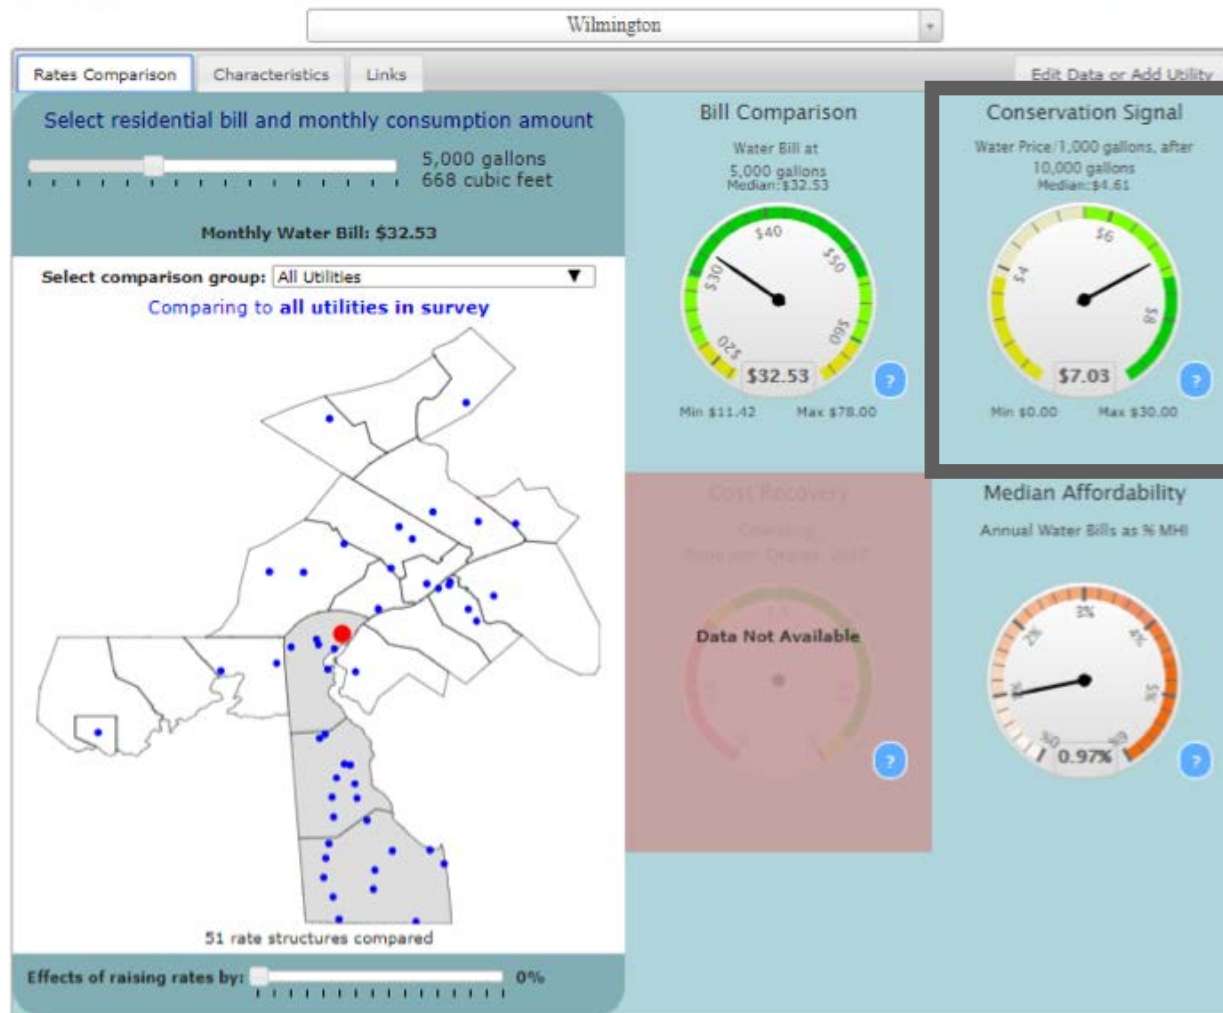 Wilmington
Rates Comparison
Characteristics
Links
Edit Data or Add Utility
Select residential bill and monthly consumption amount
5,000 gallons
668 cubic feet
Monthly Water Bill: $32.53
Select comparison group: All Utilities ▼
Comparing to all utilities in survey
51 rate structures compared
Effects of raising rates by: 0%
Bill Comparison
Water Bill at
5,000 gallons
Median:$32.53
$20
$30
$40
$50
$60
$32.53
?
Min $11.42 Max $78.00
Conservation Signal
Water Price/1,000 gallons, after
10,000 gallons
Median:$4.61
$4
$6
$8
$7.03
?
Min $0.00 Max $30.00
Cost Recovery
Data Not Available
?
Median Affordability
Annual Water Bills as % MHI
0%
1%
2%
3%
4%
5%
6%
0.97%
?